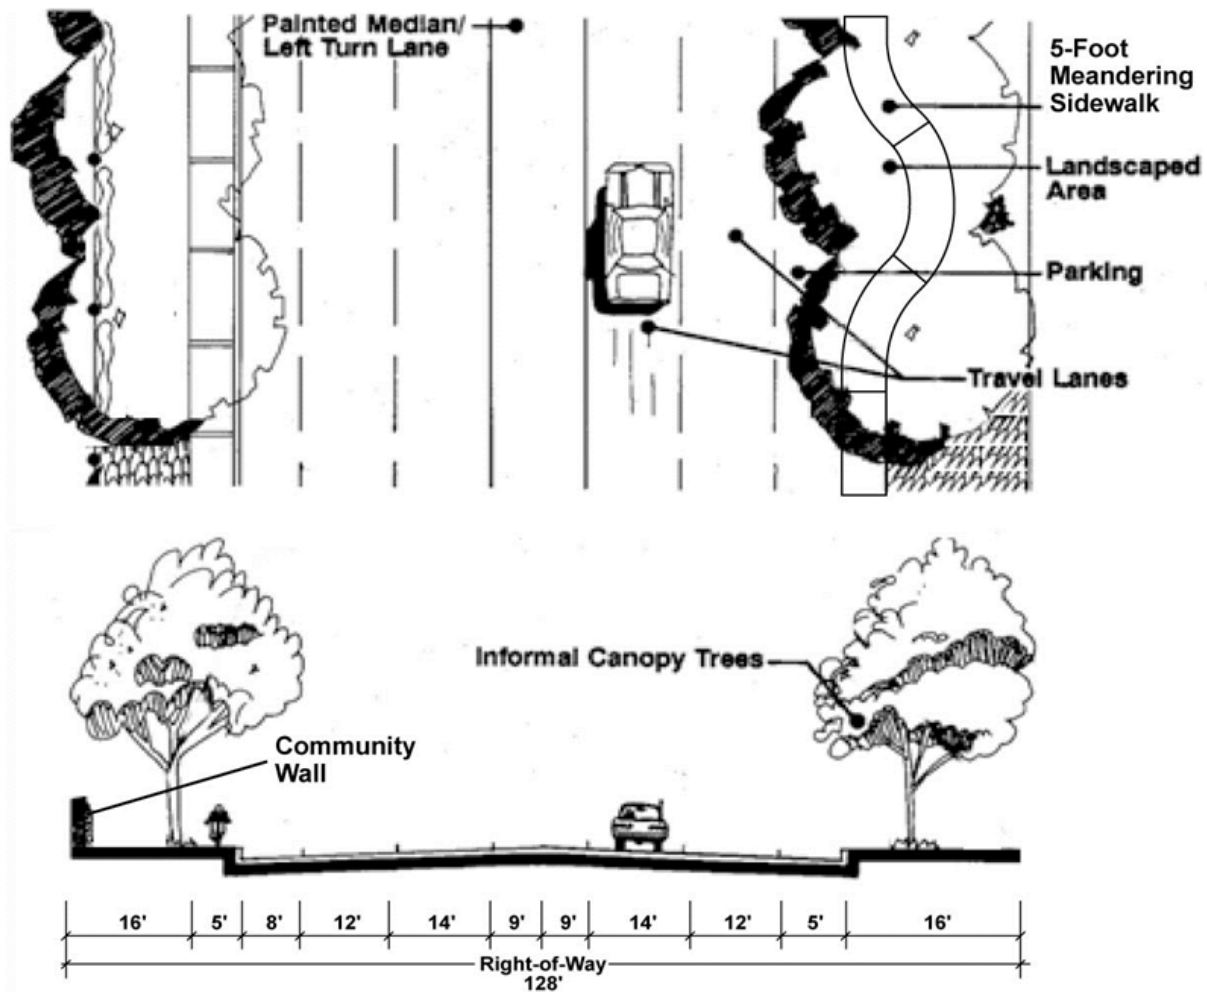 Painted Median/
Left Turn Lane
5-Foot
Meandering
Sidewalk
Landscaped
Area
Parking
Travel Lanes
Informal Canopy Trees
Community
Wall
16' 5' 8' 12' 14' 9' 9' 14' 12' 5' 16'
Right-of-Way
128'